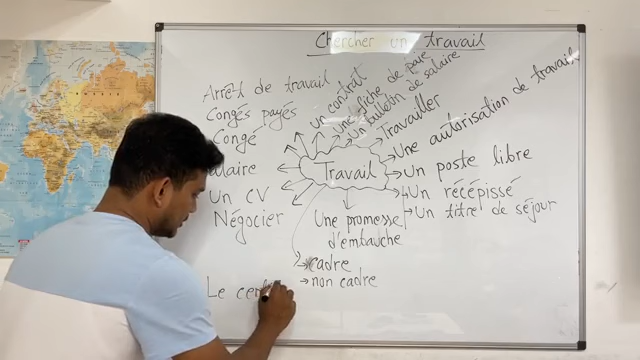 Chercher un travail
Arrêt de travail
Congés payés
Congé
alaire
Un CV
Négocier
un contrat
une fiche de paie
un bulletin de salaire
Travailler
Une autorisation de travail
Un poste libre
Travail
Un récépissé
Un titre de séjour
Une promesse
d'embauche
cadre
non cadre
Le